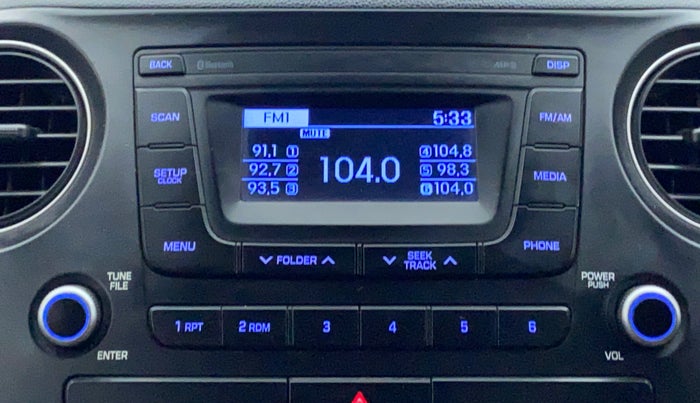 BACK Bluetooth MP3 DISP
SCAN FM1 5:33 FM/AM
MUTE
91,1 1 104.0 4 104,8
SETUP CLOCK 92,7 2 5 98,3 MEDIA
93,5 3 6 104,0
MENU FOLDER SEEK TRACK PHONE
TUNE FILE POWER PUSH
1 RPT 2 RDM 3 4 5 6
ENTER VOL